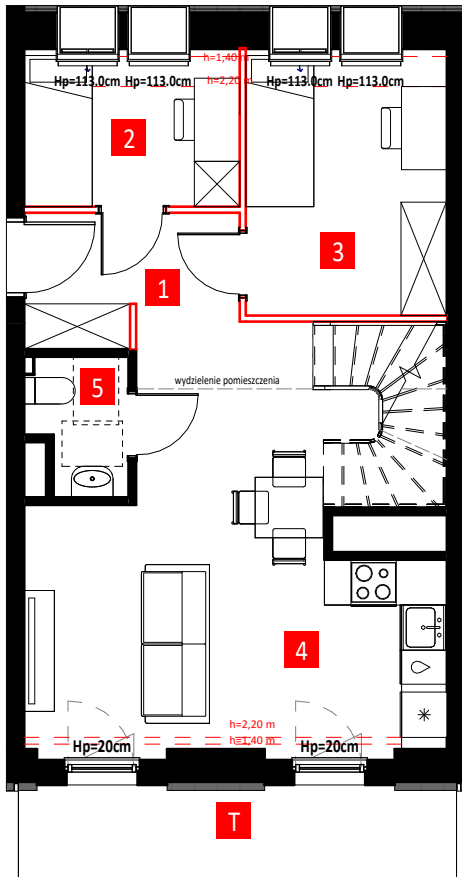 h=1,40 m
Hp=113.0cm Hp=113.0cm
h=2,20 m
Hp=113.0cm Hp=113.0cm
2
3
1
wydzielenie pomieszczenia
5
4
h=2,20 m
Hp=20cm
h=1,40 m
Hp=20cm
T